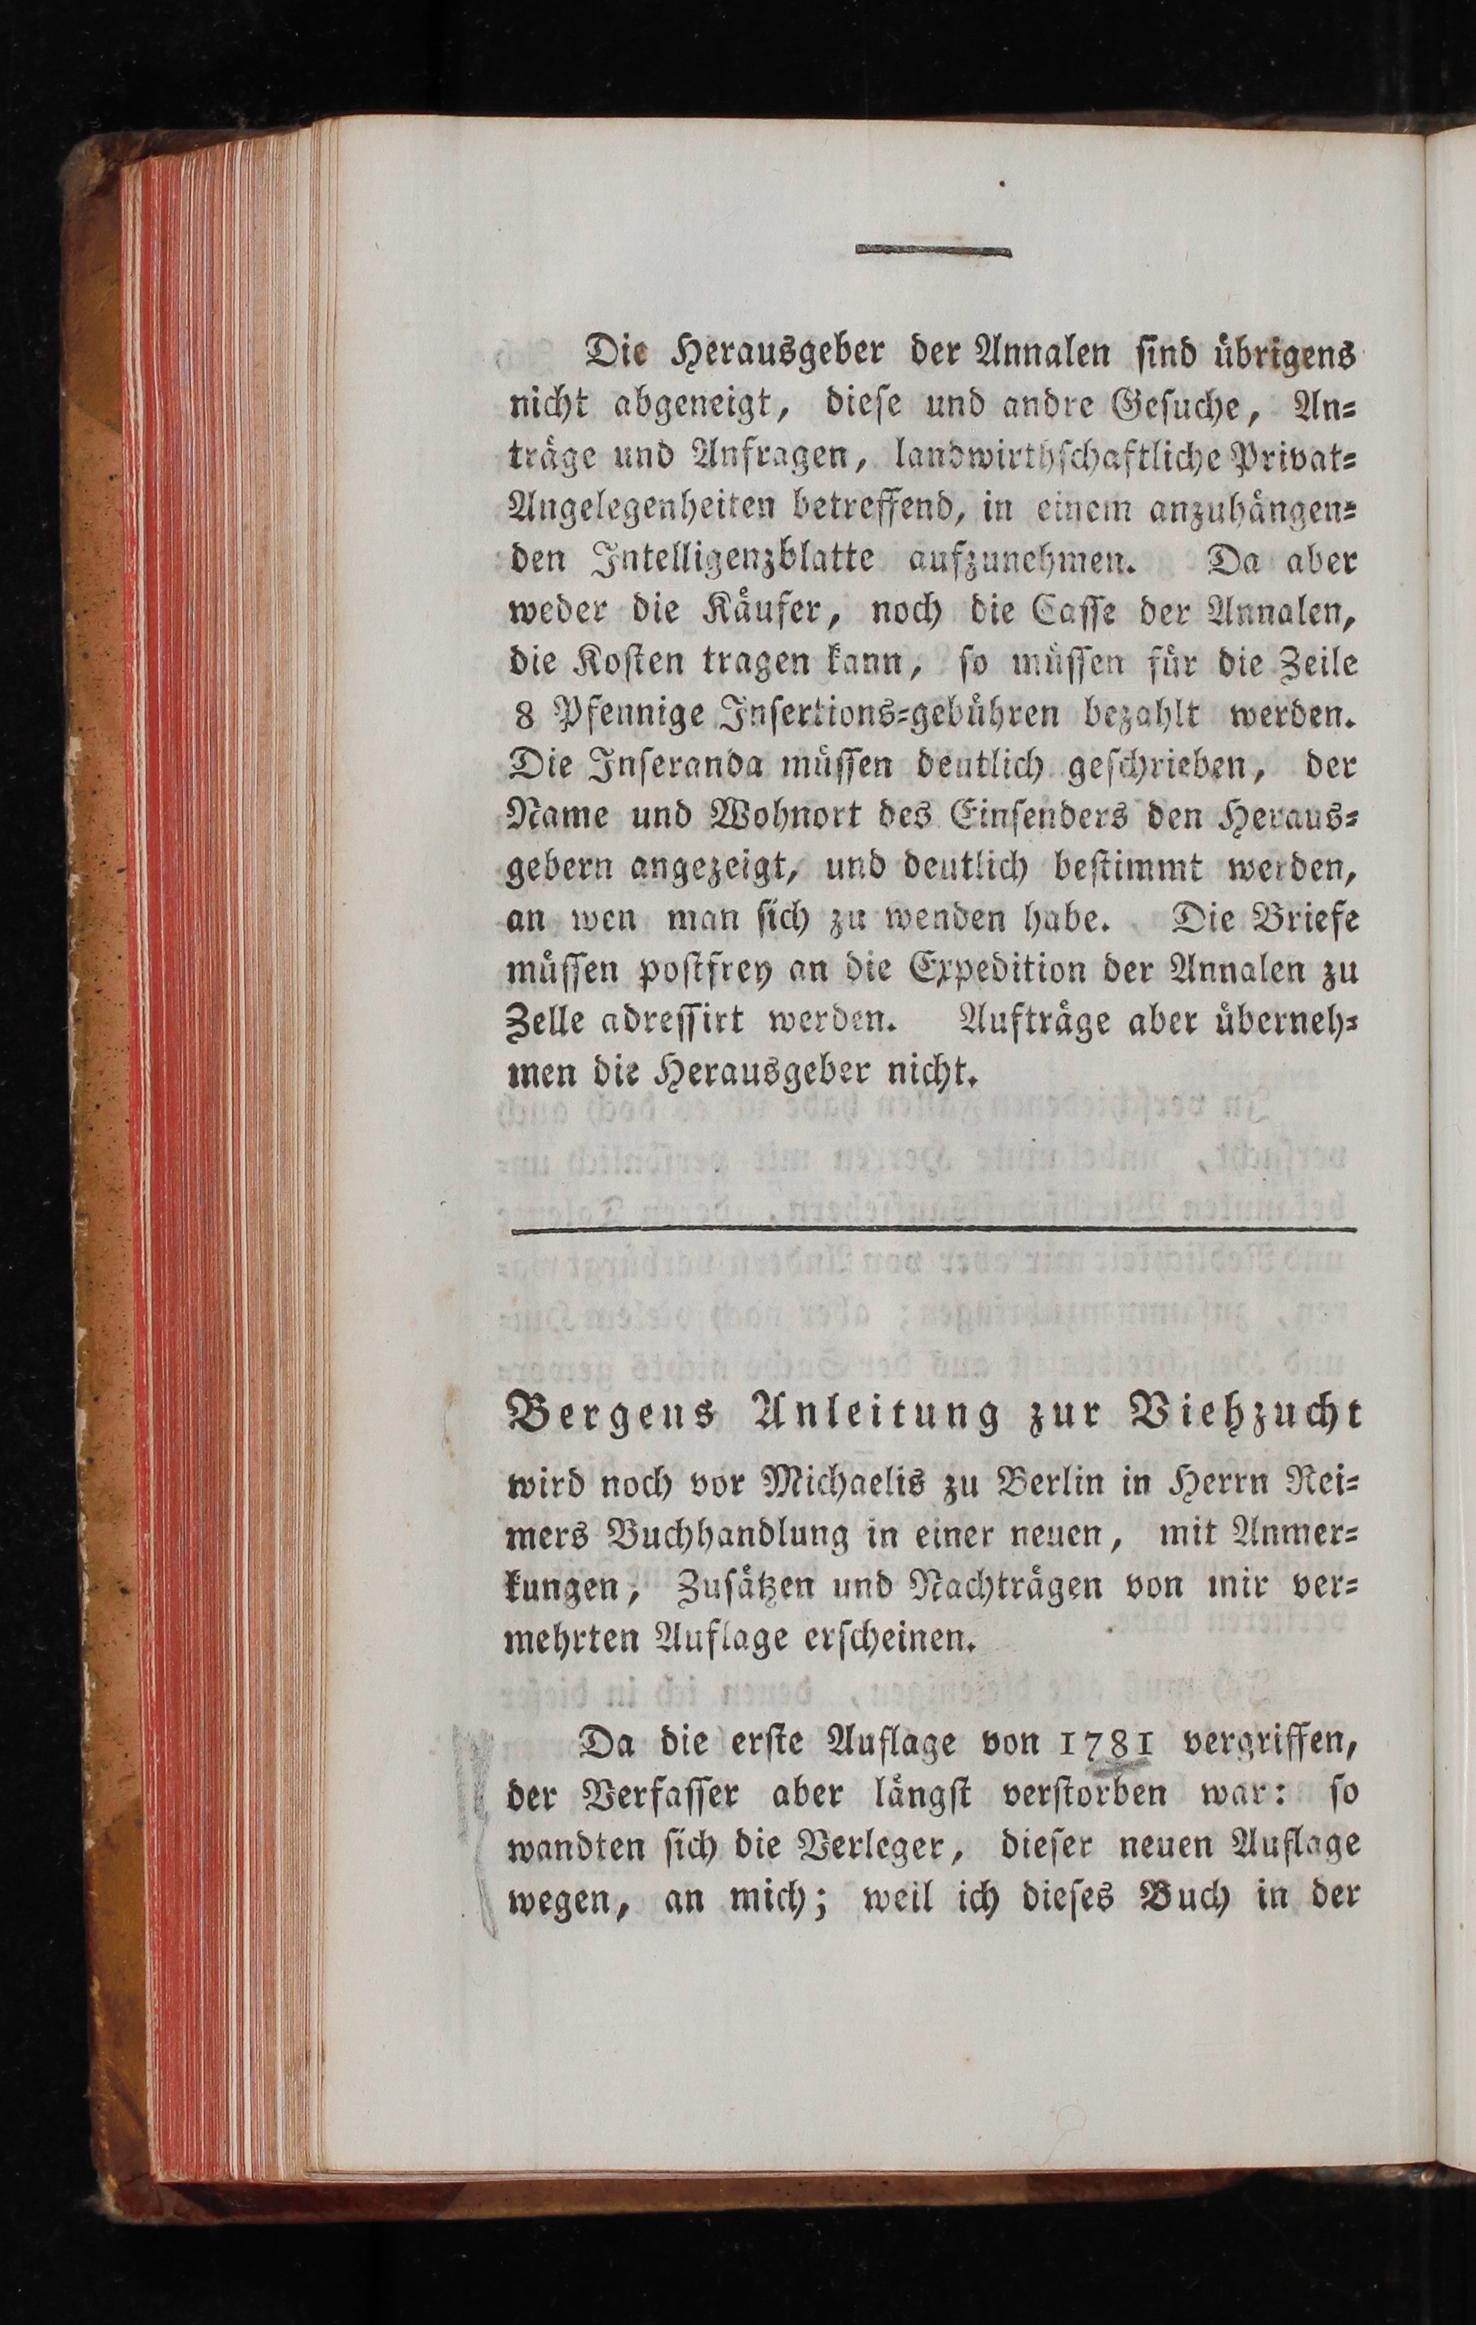 Die Herausgeber der Annalen ſind übrigens
nicht abgeneigt, dieſe und andre Geſuche, An⸗
träge und Anfragen, landwirthſchaftliche Privat⸗
Angelegenheiten betreffend, in einem anzuhängen⸗
den Intelligenzblatte aufzunehmen. Da aber
weder die Käufer, noch die Caſſe der Annalen,
die Koſten tragen kann, ſo müſſen für die Zeile
8 Pfennige Inſertions⸗gebühren bezahlt werden.
Die Inſeranda müſſen deutlich geſchrieben, der
Name und Wohnort des Einſenders den Heraus⸗
gebern angezeigt, und deutlich beſtimmt werden,
an wen man ſich zu wenden habe. Die Briefe
müſſen poſtfrey an die Expedition der Annalen zu
Zelle adreſſirt werden. Aufträge aber überneh⸗
men die Herausgeber nicht.
Bergens Anleitung zur Viehzucht
wird noch vor Michaelis zu Berlin in Herrn Rei⸗
mers Buchhandlung in einer neuen, mit Anmer⸗
kungen, Zuſätzen und Nachträgen von mir ver⸗
mehrten Auflage erſcheinen.
Da die erſte Auflage von 1781 vergriffen,
der Verfaſſer aber längſt verſtorben war: ſo
wandten ſich die Verleger, dieſer neuen Auflage
wegen, an mich; weil ich dieſes Buch in der